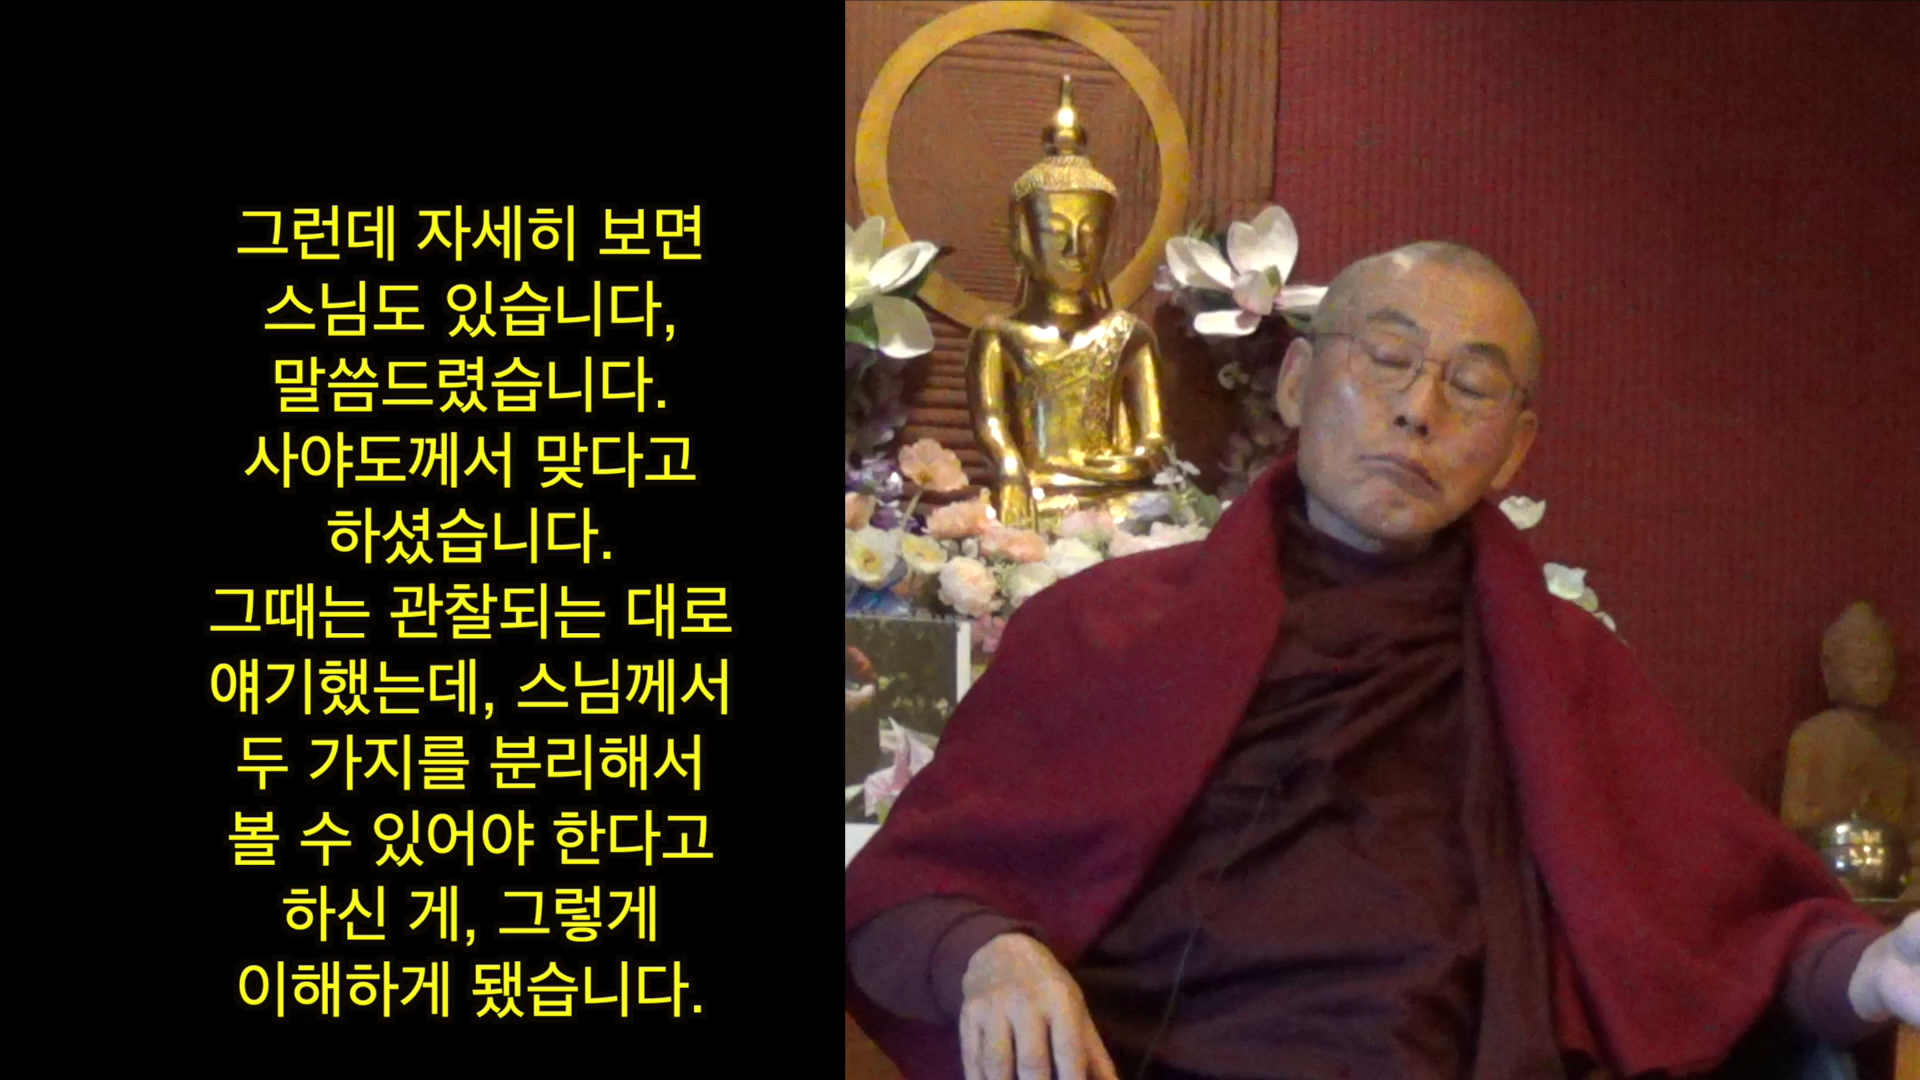 그런데 자세히 보면
스님도 있습니다,
말씀드렸습니다.
사야도께서 맞다고
하셨습니다.
그때는 관찰되는 대로
얘기했는데, 스님께서
두 가지를 분리해서
볼 수 있어야 한다고
하신 게, 그렇게
이해하게 됐습니다.